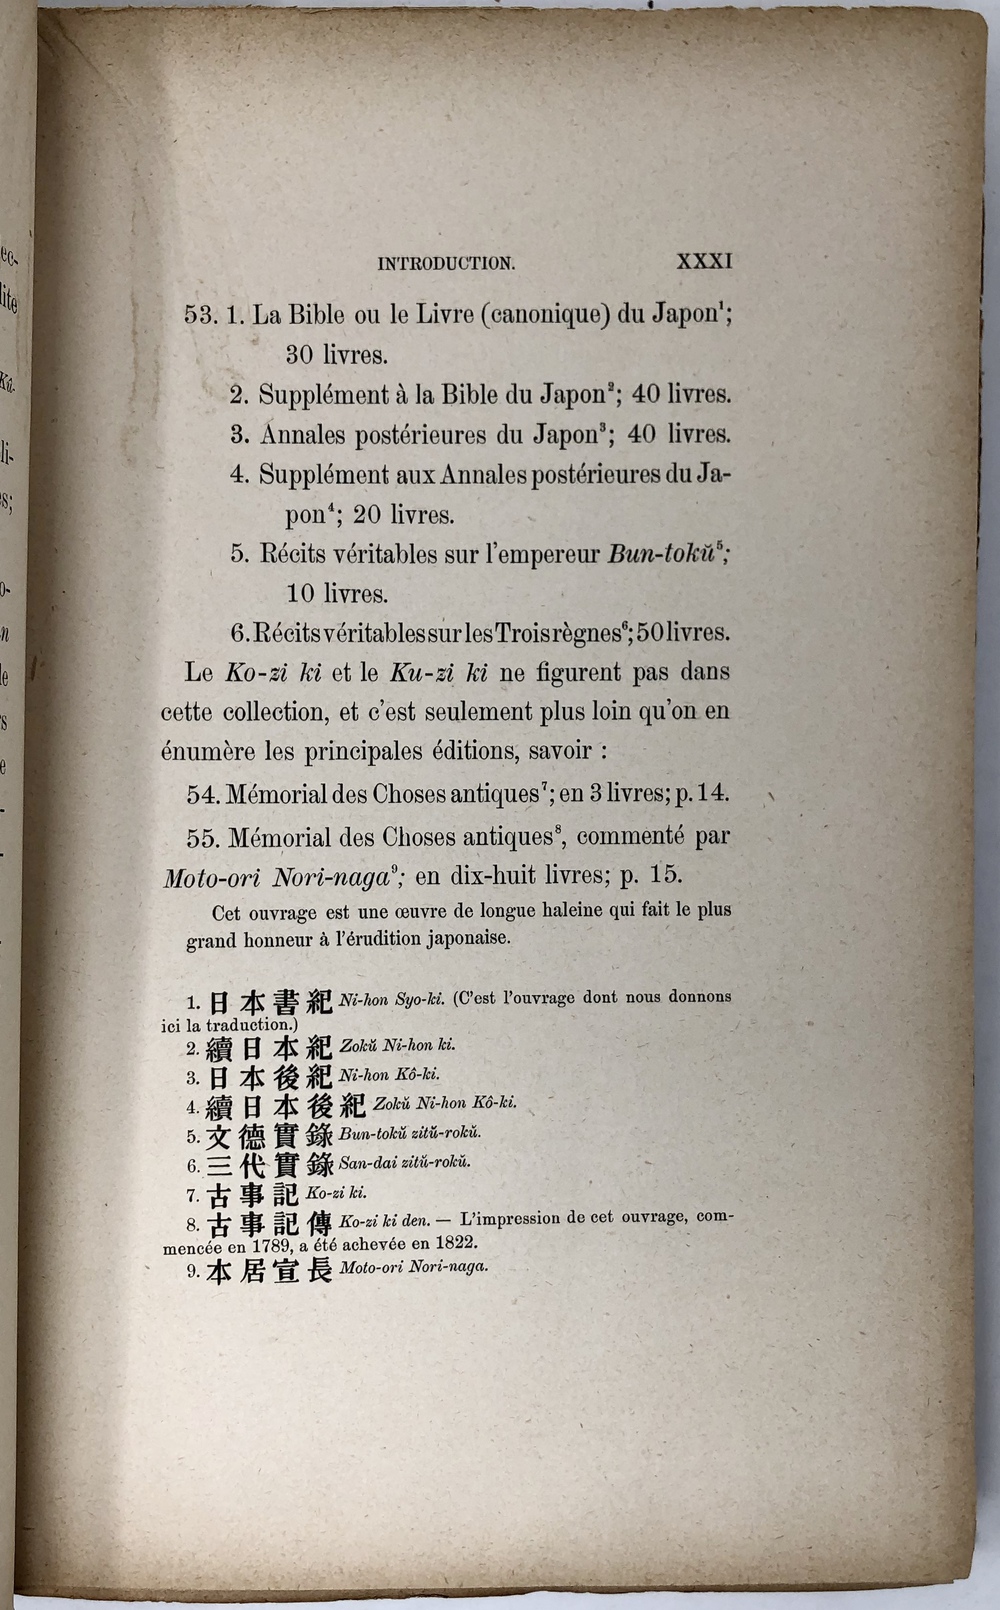 INTRODUCTION. XXXI
53. 1. La Bible ou le Livre (canonique) du Japon¹;
30 livres.
2. Supplément à la Bible du Japon²; 40 livres.
3. Annales postérieures du Japon³; 40 livres.
4. Supplément aux Annales postérieures du Ja-
pon⁴; 20 livres.
5. Récits véritables sur l'empereur Bun-tokŭ⁵;
10 livres.
6. Récits véritables sur les Trois règnes⁶; 50 livres.
Le Ko-zi ki et le Ku-zi ki ne figurent pas dans
cette collection, et c'est seulement plus loin qu'on en
énumère les principales éditions, savoir :
54. Mémorial des Choses antiques⁷; en 3 livres; p. 14.
55. Mémorial des Choses antiques⁸, commenté par
Moto-ori Nori-naga⁹; en dix-huit livres; p. 15.
Cet ouvrage est une œuvre de longue haleine qui fait le plus
grand honneur à l'érudition japonaise.
1. 日本書紀 Ni-hon Syo-ki. (C'est l'ouvrage dont nous donnons
ici la traduction.)
2. 續日本紀 Zokŭ Ni-hon ki.
3. 日本後紀 Ni-hon Kô-ki.
4. 續日本後紀 Zokŭ Ni-hon Kô-ki.
5. 文德實錄 Bun-tokŭ zitŭ-rokŭ.
6. 三代實錄 San-dai zitŭ-rokŭ.
7. 古事記 Ko-zi ki.
8. 古事記傳 Ko-zi ki den. — L'impression de cet ouvrage, com-
mencée en 1789, a été achevée en 1822.
9. 本居宣長 Moto-ori Nori-naga.